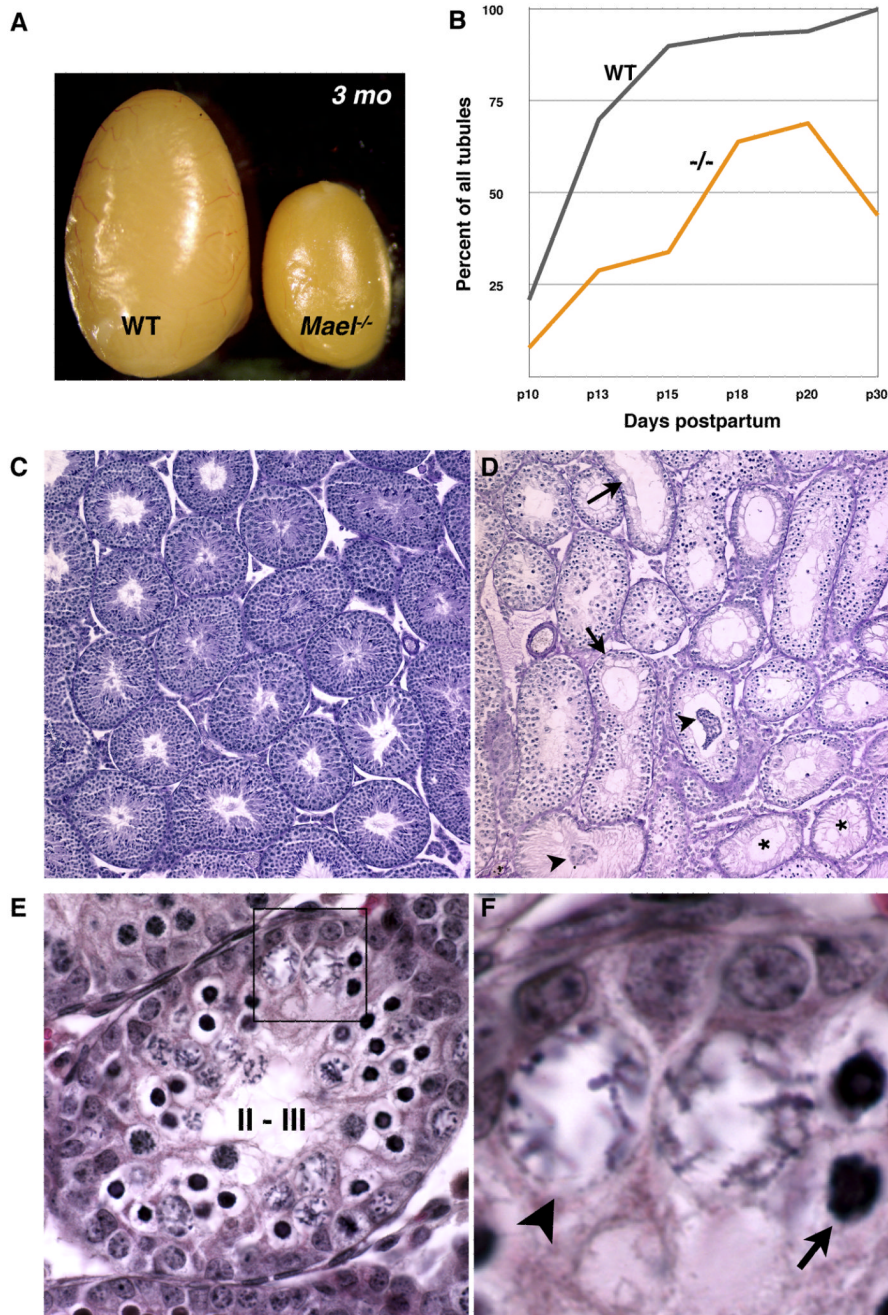 A
3 mo
WT
Mael-/-
B
Percent of all tubules
100
75
50
25
WT
-/-
p10 p13 p15 p18 p20 p30
Days postpartum
C
D
*
*
E
II - III
F